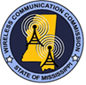 WIRELESS COMMUNICATION COMMISSION
STATE OF MISSISSIPPI